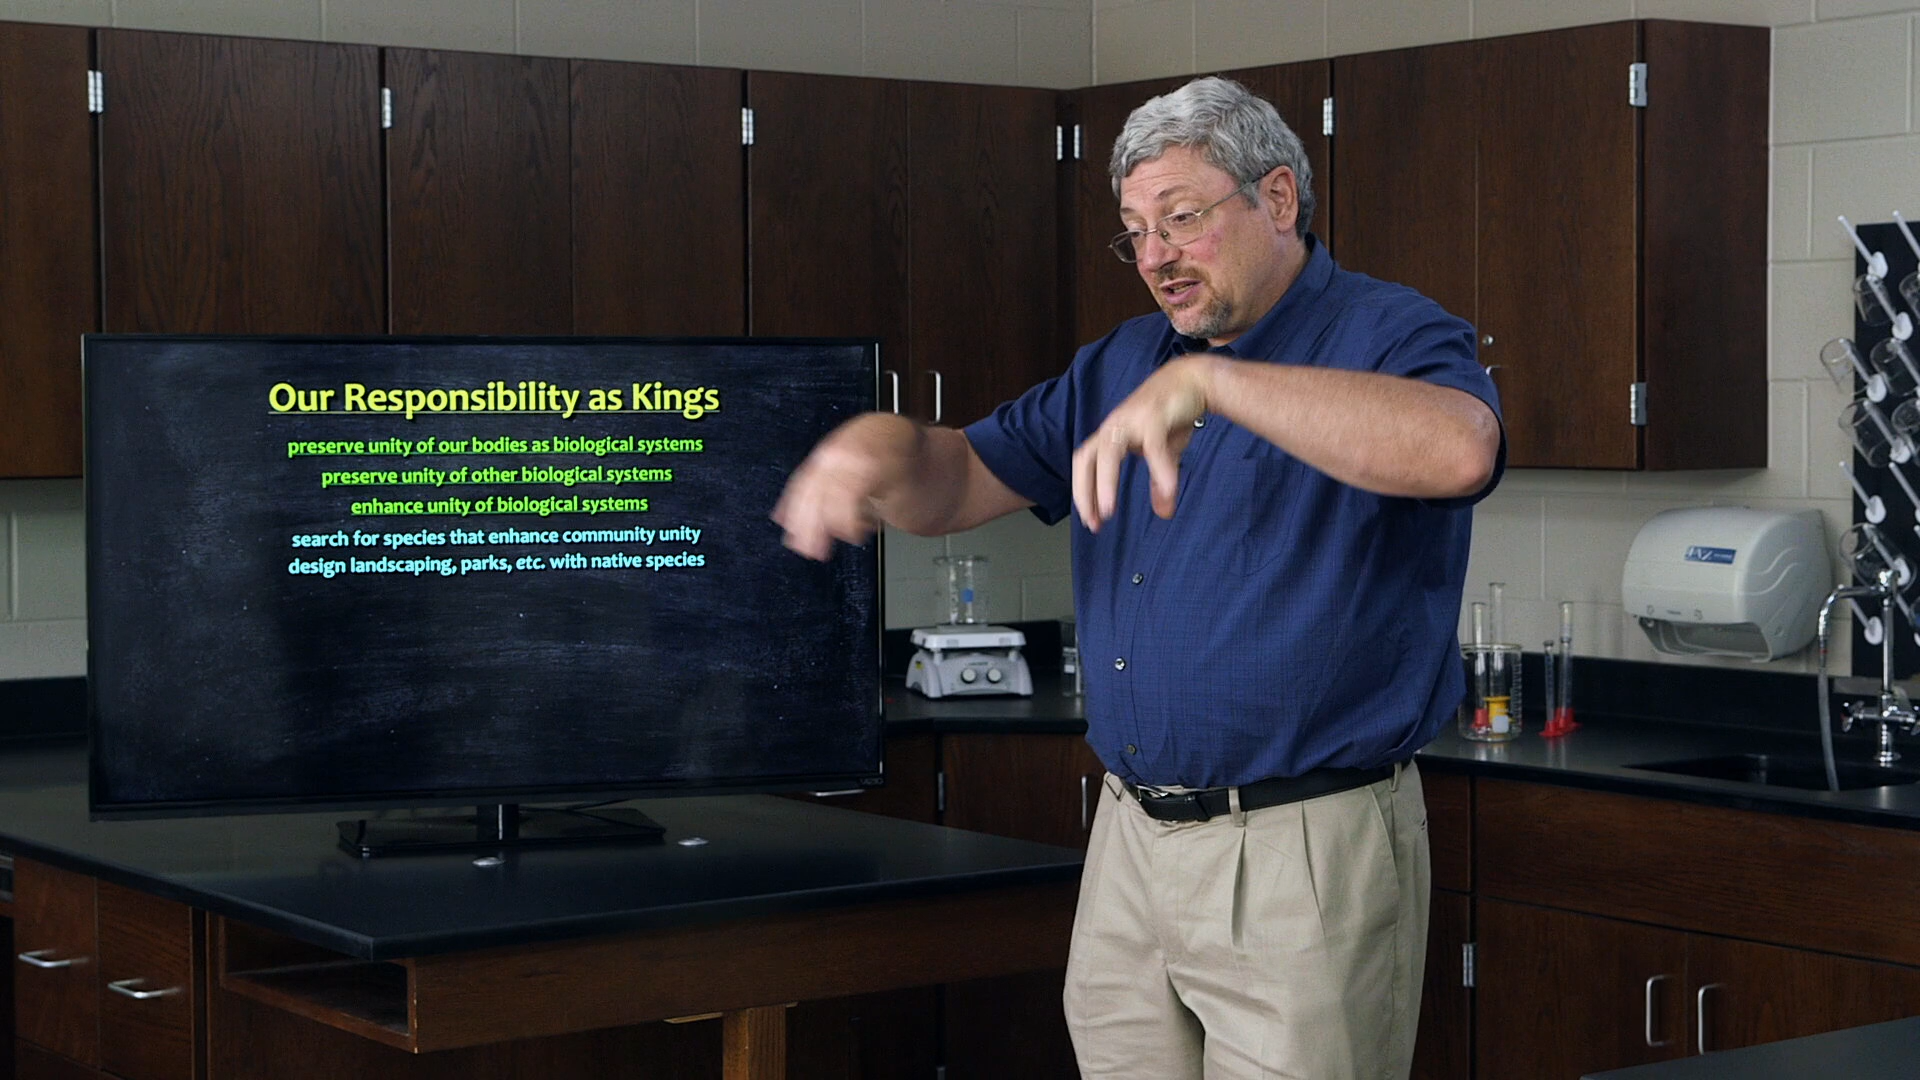 Our Responsibility as Kings
preserve unity of our bodies as biological systems
preserve unity of other biological systems
enhance unity of biological systems
search for species that enhance community unity
design landscaping, parks, etc. with native species